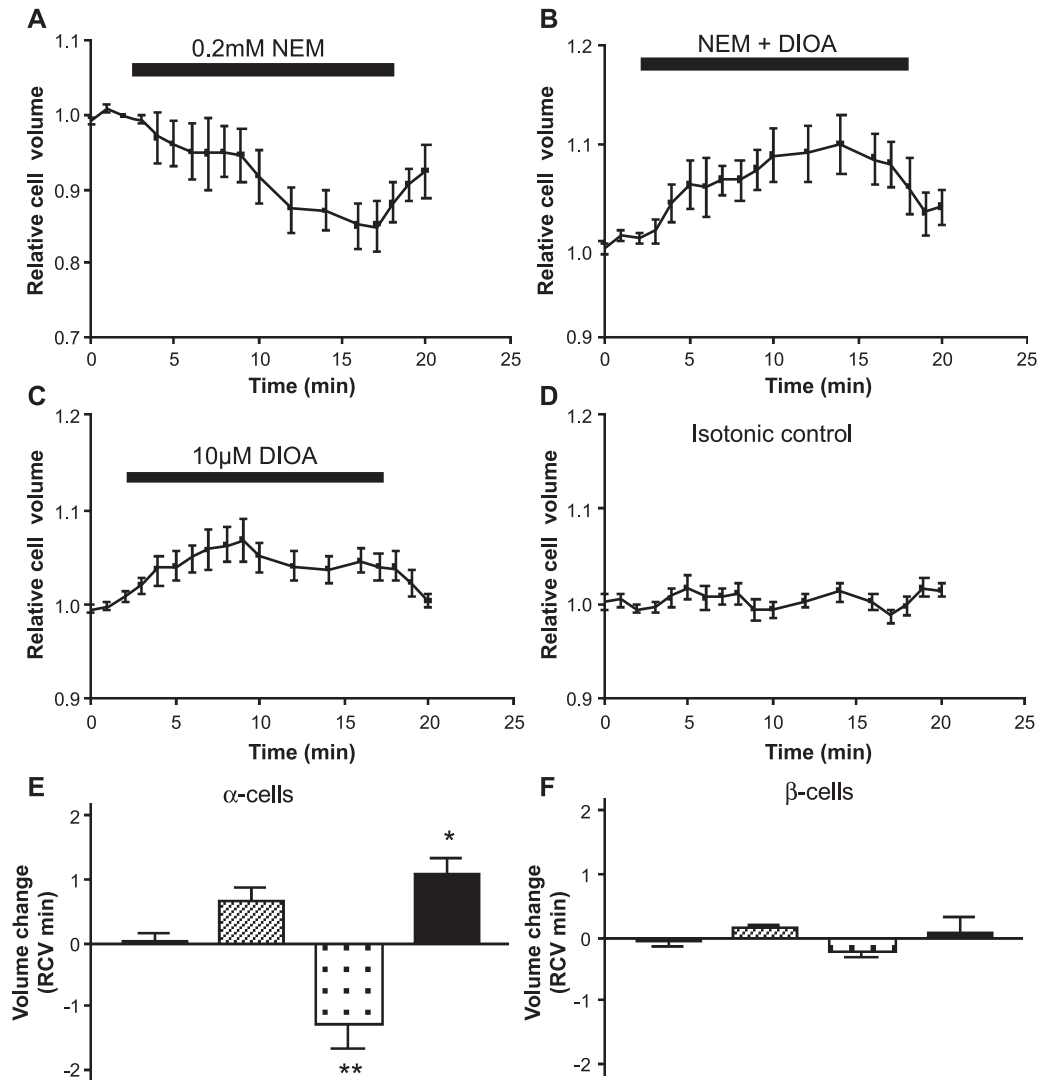 A
0.2mM NEM
1.1
1.0
0.9
0.8
0.7
Relative cell volume
0 5 10 15 20 25
Time (min)
B
NEM + DIOA
1.2
1.1
1.0
0.9
Relative cell volume
0 5 10 15 20 25
Time (min)
C
10µM DIOA
1.2
1.1
1.0
0.9
Relative cell volume
0 5 10 15 20 25
Time (min)
D
Isotonic control
1.2
1.1
1.0
0.9
Relative cell volume
0 5 10 15 20 25
Time (min)
E
α-cells
2
1
0
-1
-2
Volume change
(RCV min)
*
**
F
β-cells
2
1
0
-1
-2
Volume change
(RCV min)